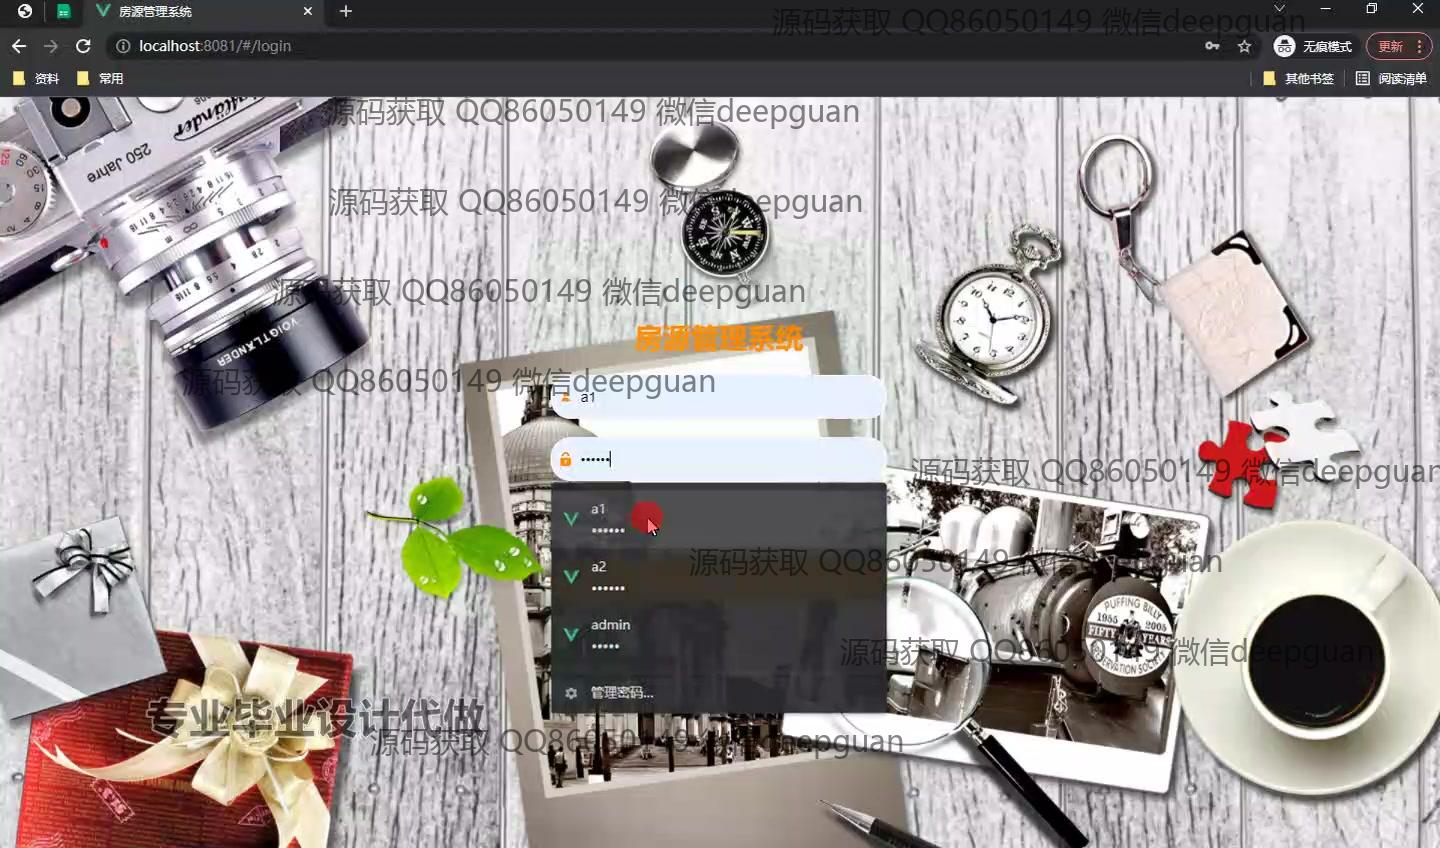 房源管理系统
源码获取 QQ86050149 微信deepguan
localhost:8081/#/login
无痕模式
更新
资料
常用
其他书签
阅读清单
源码获取 QQ86050149 微信deepguan
250 Jahre
源码获取 QQ86050149 微信deepguan
源码获取 QQ86050149 微信deepguan
VOIGTLÄNDER
房源管理系统
源码获取 QQ86050149 微信deepguan
a1
••••••
源码获取 QQ86050149 微信deepguan
a1
••••••
源码获取 QQ86050149 微信deepguan
a2
••••••
PUFFING BILLY
1955 2005
FIFTY YEARS
admin
•••••
源码获取 QQ86050149 微信deepguan
管理密码...
专业毕业设计代做
源码获取 QQ86050149 微信deepguan